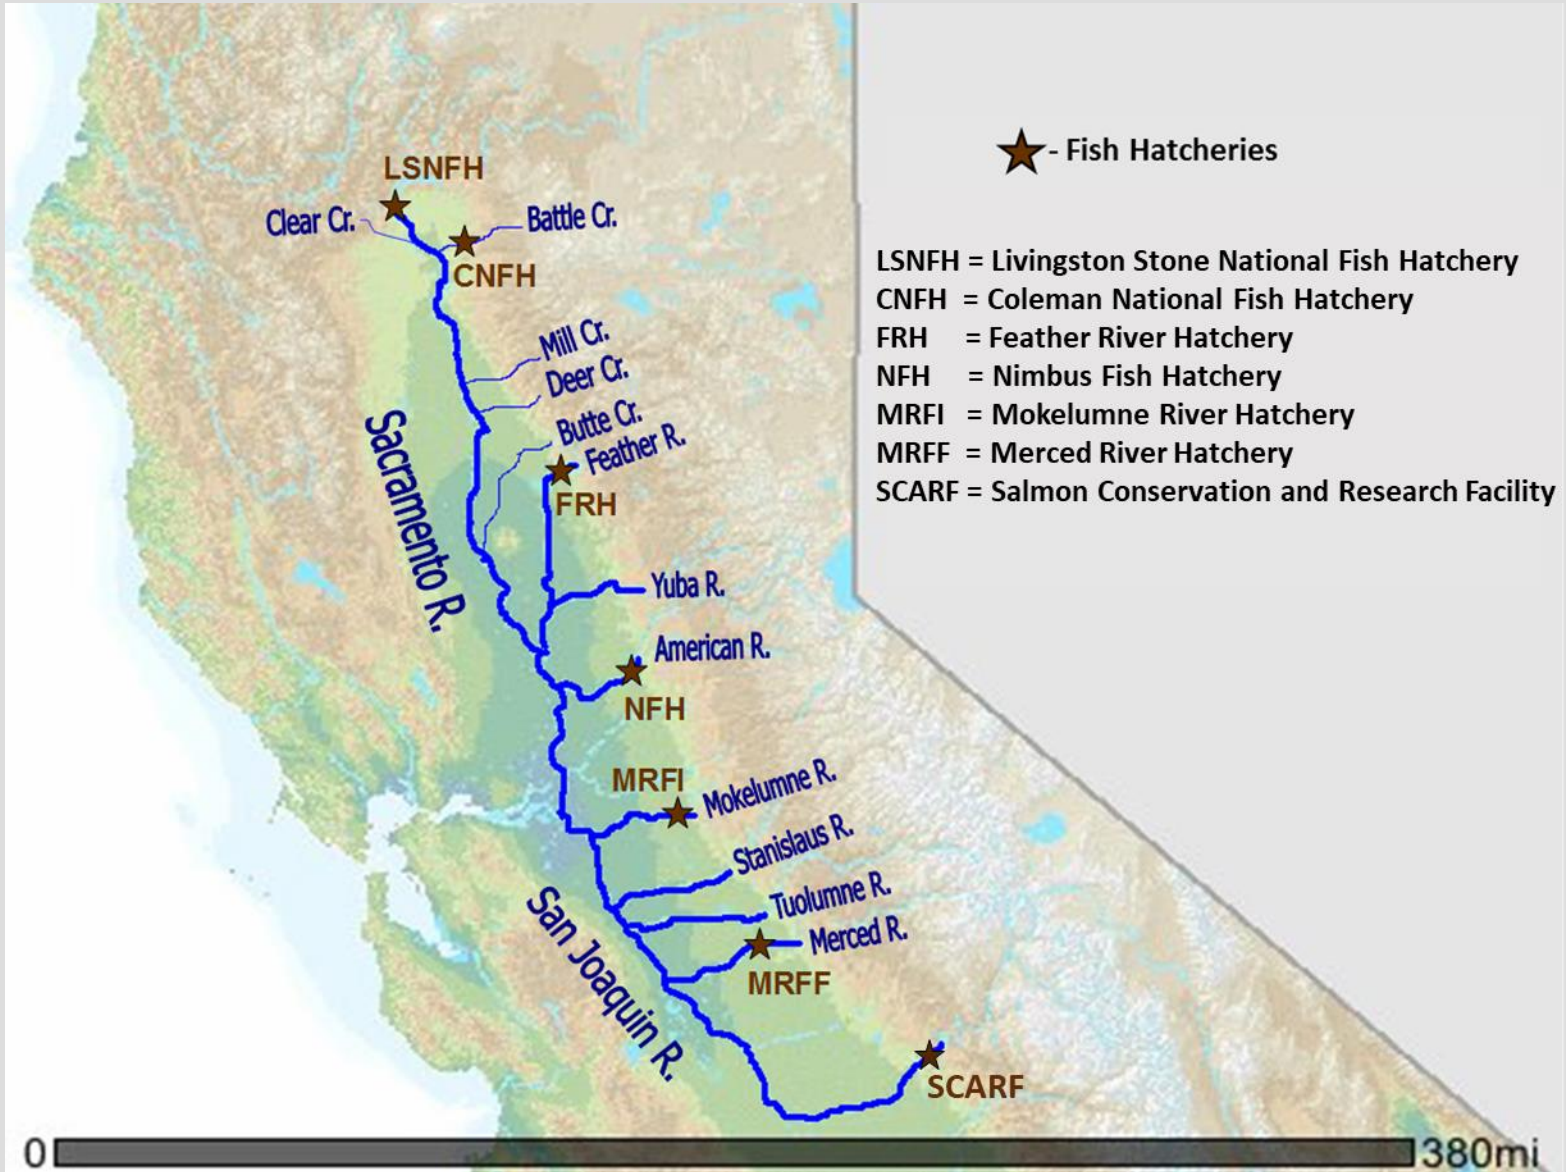 - Fish Hatcheries
LSNFH = Livingston Stone National Fish Hatchery
CNFH = Coleman National Fish Hatchery
FRH = Feather River Hatchery
NFH = Nimbus Fish Hatchery
MRFI = Mokelumne River Hatchery
MRFF = Merced River Hatchery
SCARF = Salmon Conservation and Research Facility
LSNFH
Clear Cr.
Battle Cr.
CNFH
Mill Cr.
Deer Cr.
Butte Cr.
Feather R.
FRH
Sacramento R.
Yuba R.
American R.
NFH
MRFI
Mokelumne R.
Stanislaus R.
Tuolumne R.
Merced R.
MRFF
San Joaquin R.
SCARF
0
380mi